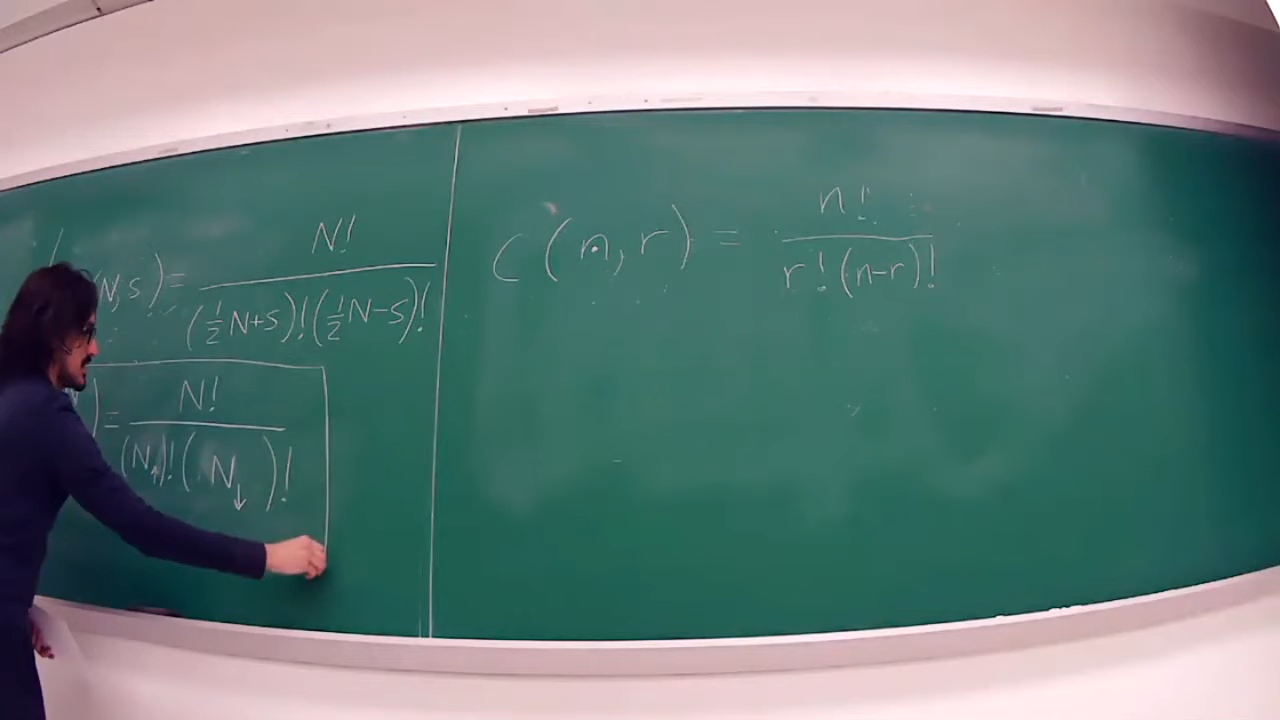 (N,s) = N! / (½N+s)!(½N-s)!
) = N! / (N↑)!(N↓)!
C(n,r) = n! / r!(n-r)!